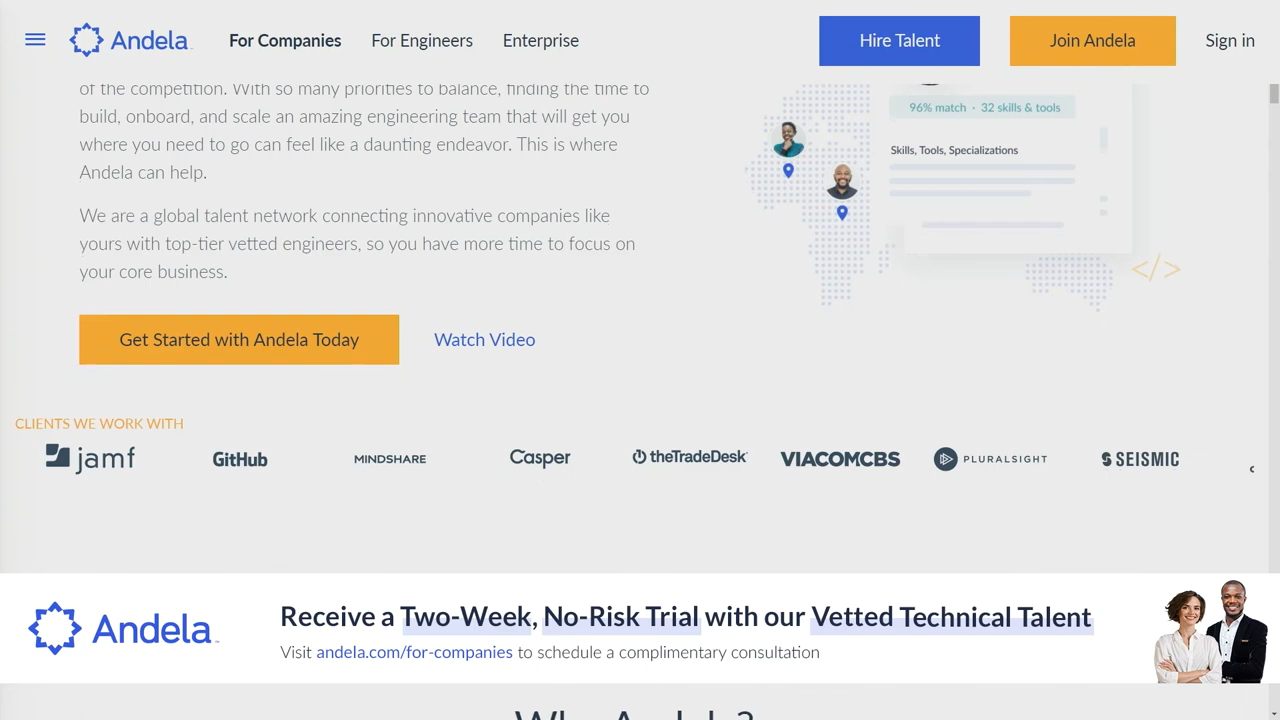 Andela
For Companies
For Engineers
Enterprise
Hire Talent
Join Andela
Sign in
of the competition. With so many priorities to balance, finding the time to
build, onboard, and scale an amazing engineering team that will get you
where you need to go can feel like a daunting endeavor. This is where
Andela can help.
We are a global talent network connecting innovative companies like
yours with top-tier vetted engineers, so you have more time to focus on
your core business.
Get Started with Andela Today
Watch Video
96% match · 32 skills & tools
Skills, Tools, Specializations
</>
CLIENTS WE WORK WITH
jamf
GitHub
MINDSHARE
Casper
theTradeDesk
VIACOMCBS
PLURALSIGHT
SEISMIC
Andela
Receive a Two-Week, No-Risk Trial with our Vetted Technical Talent
Visit andela.com/for-companies to schedule a complimentary consultation